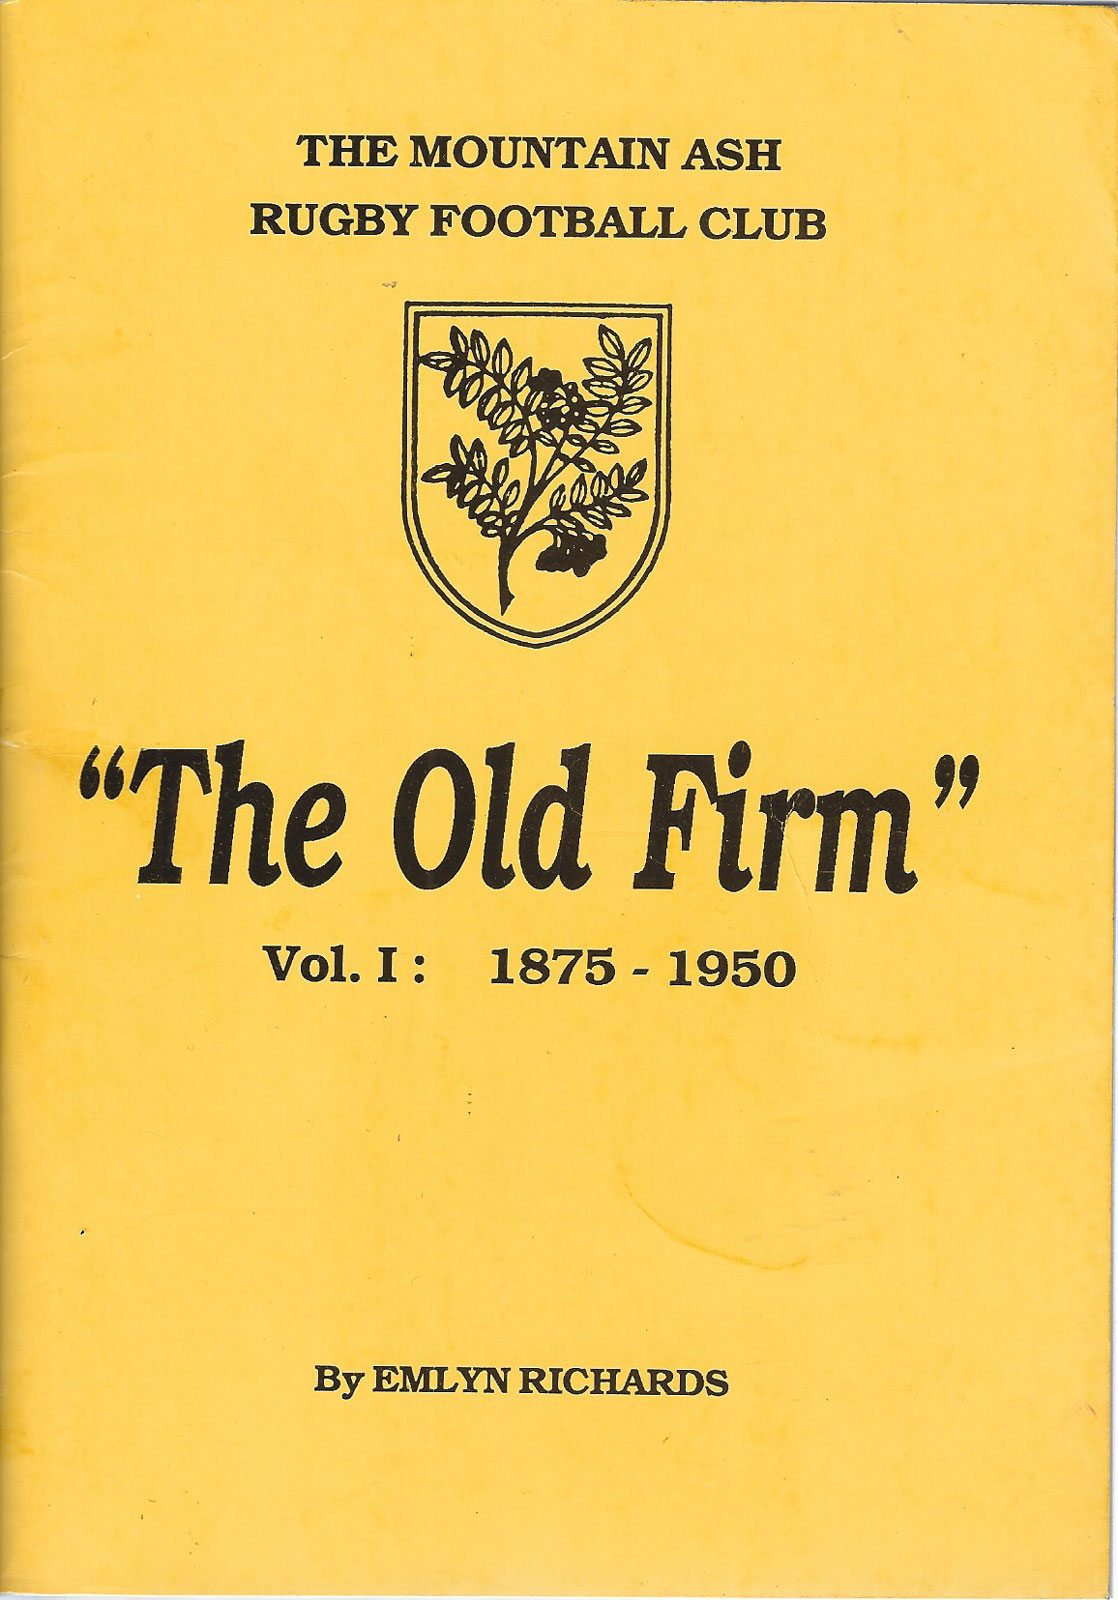 THE MOUNTAIN ASH
RUGBY FOOTBALL CLUB
“The Old Firm”
Vol. I : 1875 - 1950
By EMLYN RICHARDS